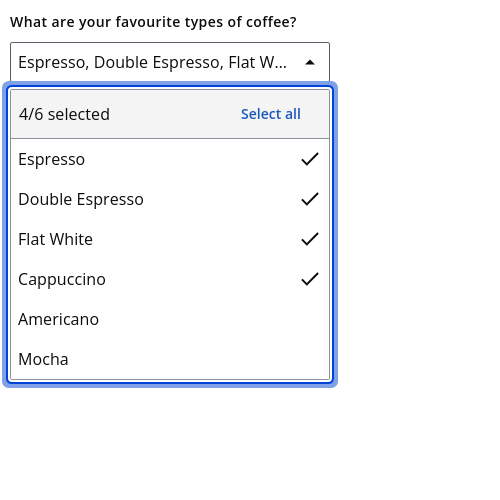 What are your favourite types of coffee?
Espresso, Double Espresso, Flat W...
4/6 selected Select all
Espresso
Double Espresso
Flat White
Cappuccino
Americano
Mocha